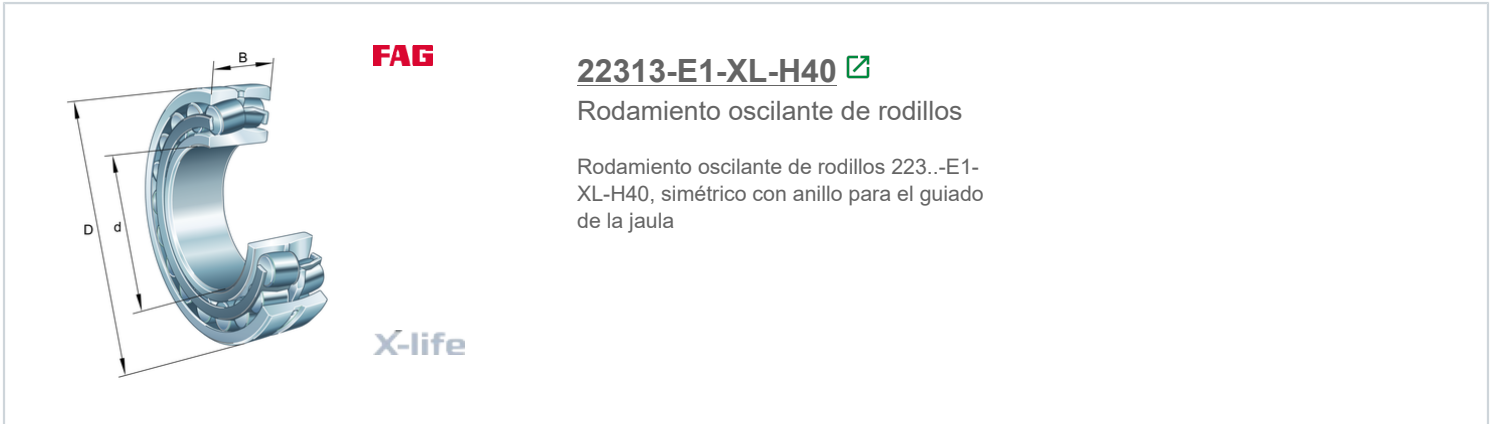 FAG
B
D
d
X-life
22313-E1-XL-H40
Rodamiento oscilante de rodillos
Rodamiento oscilante de rodillos 223..-E1-
XL-H40, simétrico con anillo para el guiado
de la jaula